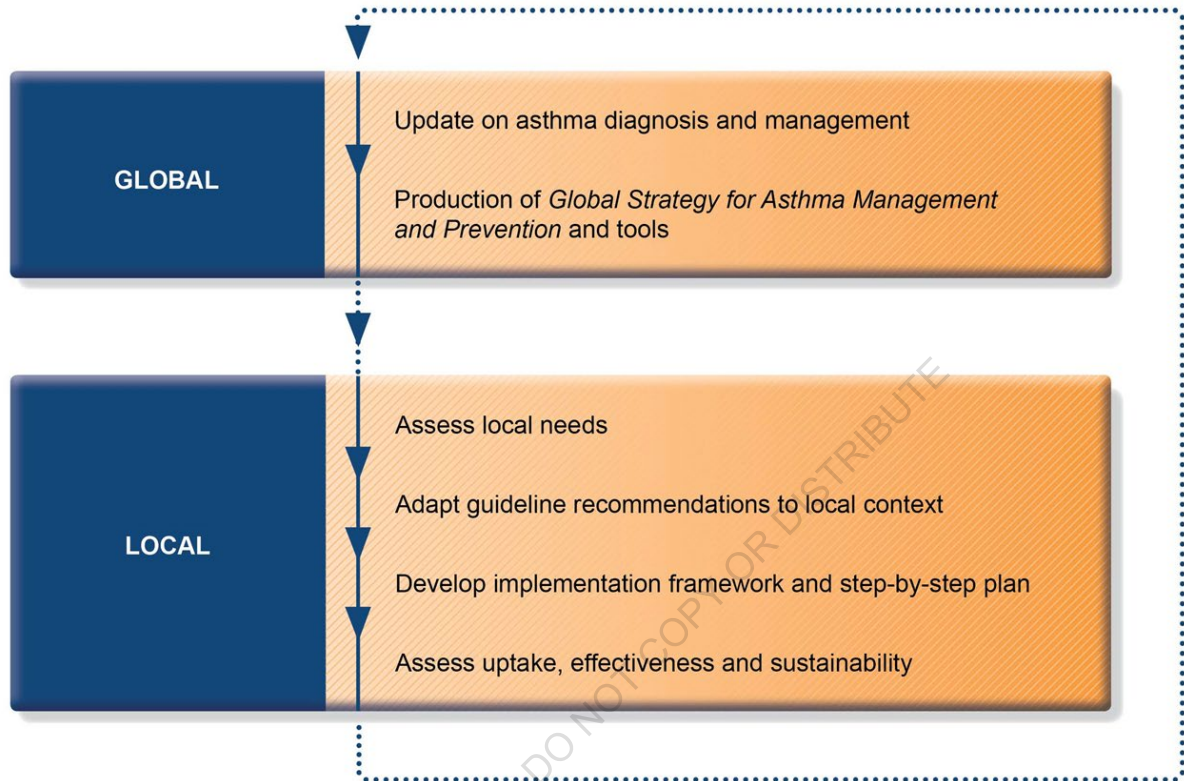 GLOBAL
Update on asthma diagnosis and management
Production of Global Strategy for Asthma Management
and Prevention and tools
LOCAL
Assess local needs
Adapt guideline recommendations to local context
Develop implementation framework and step-by-step plan
Assess uptake, effectiveness and sustainability
DO NOT COPY OR DISTRIBUTE